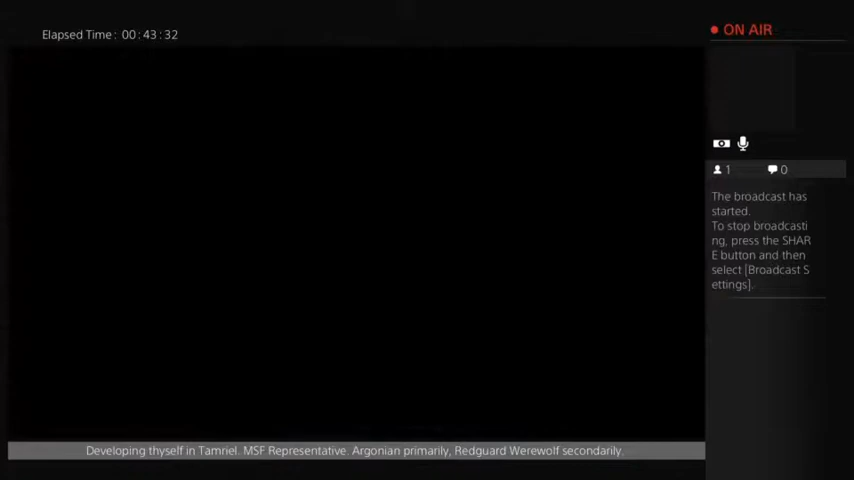 Elapsed Time: 00:43:32
ON AIR
1 0
The broadcast has
started.
To stop broadcasti
ng, press the SHAR
E button and then
select [Broadcast S
ettings].
Developing thyself in Tamriel. MSF Representative. Argonian primarily, Redguard Werewolf secondarily.